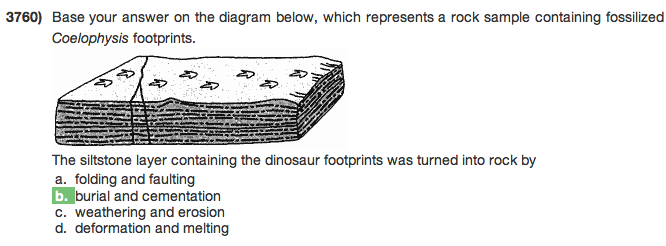 3760) Base your answer on the diagram below, which represents a rock sample containing fossilized
Coelophysis footprints.
The siltstone layer containing the dinosaur footprints was turned into rock by
a. folding and faulting
b. burial and cementation
c. weathering and erosion
d. deformation and melting